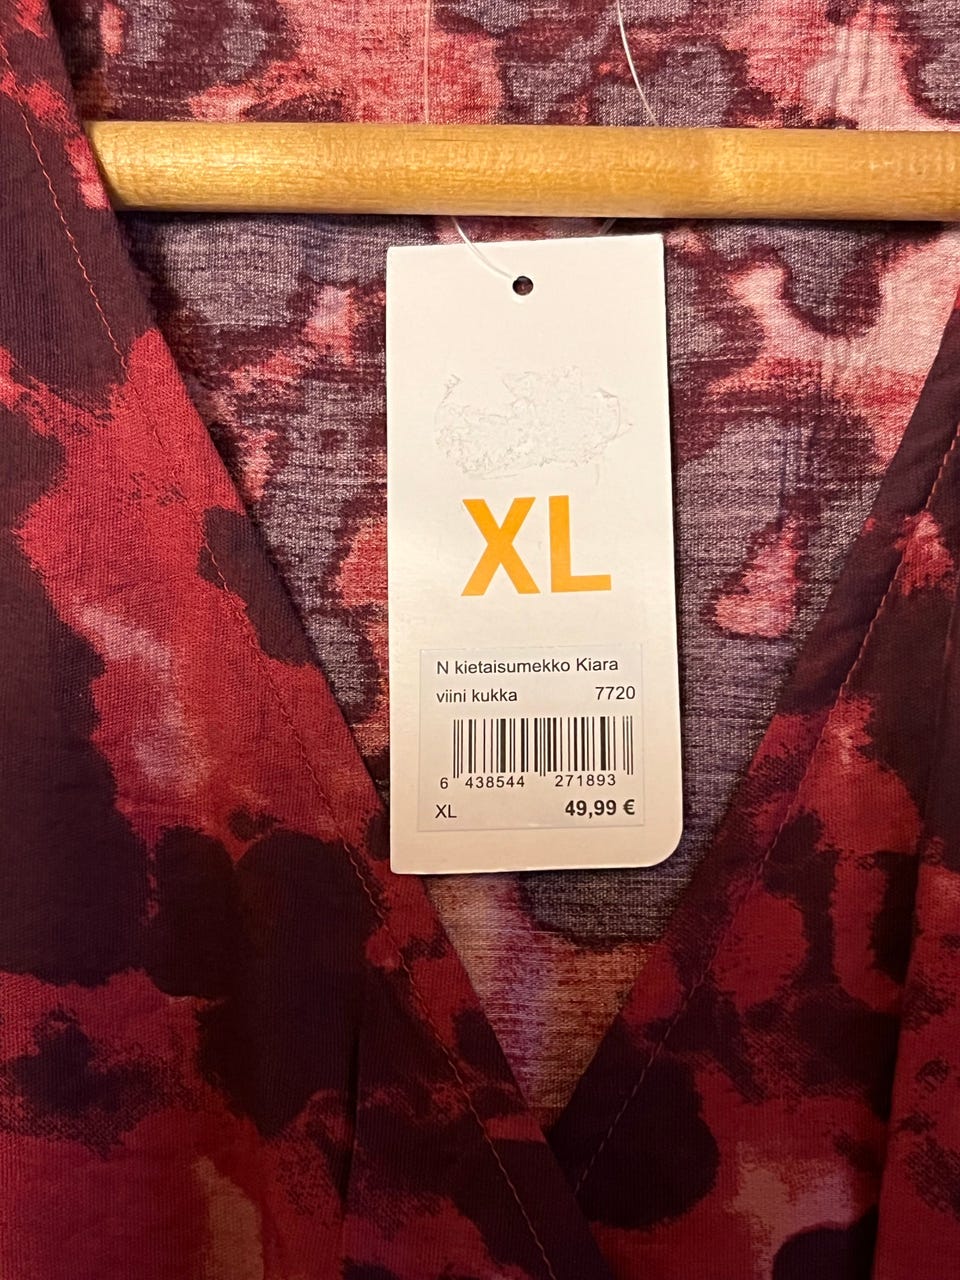 XL
N kietaisumekko Kiara
viini kukka 7720
6 438544 271893
XL 49,99 €